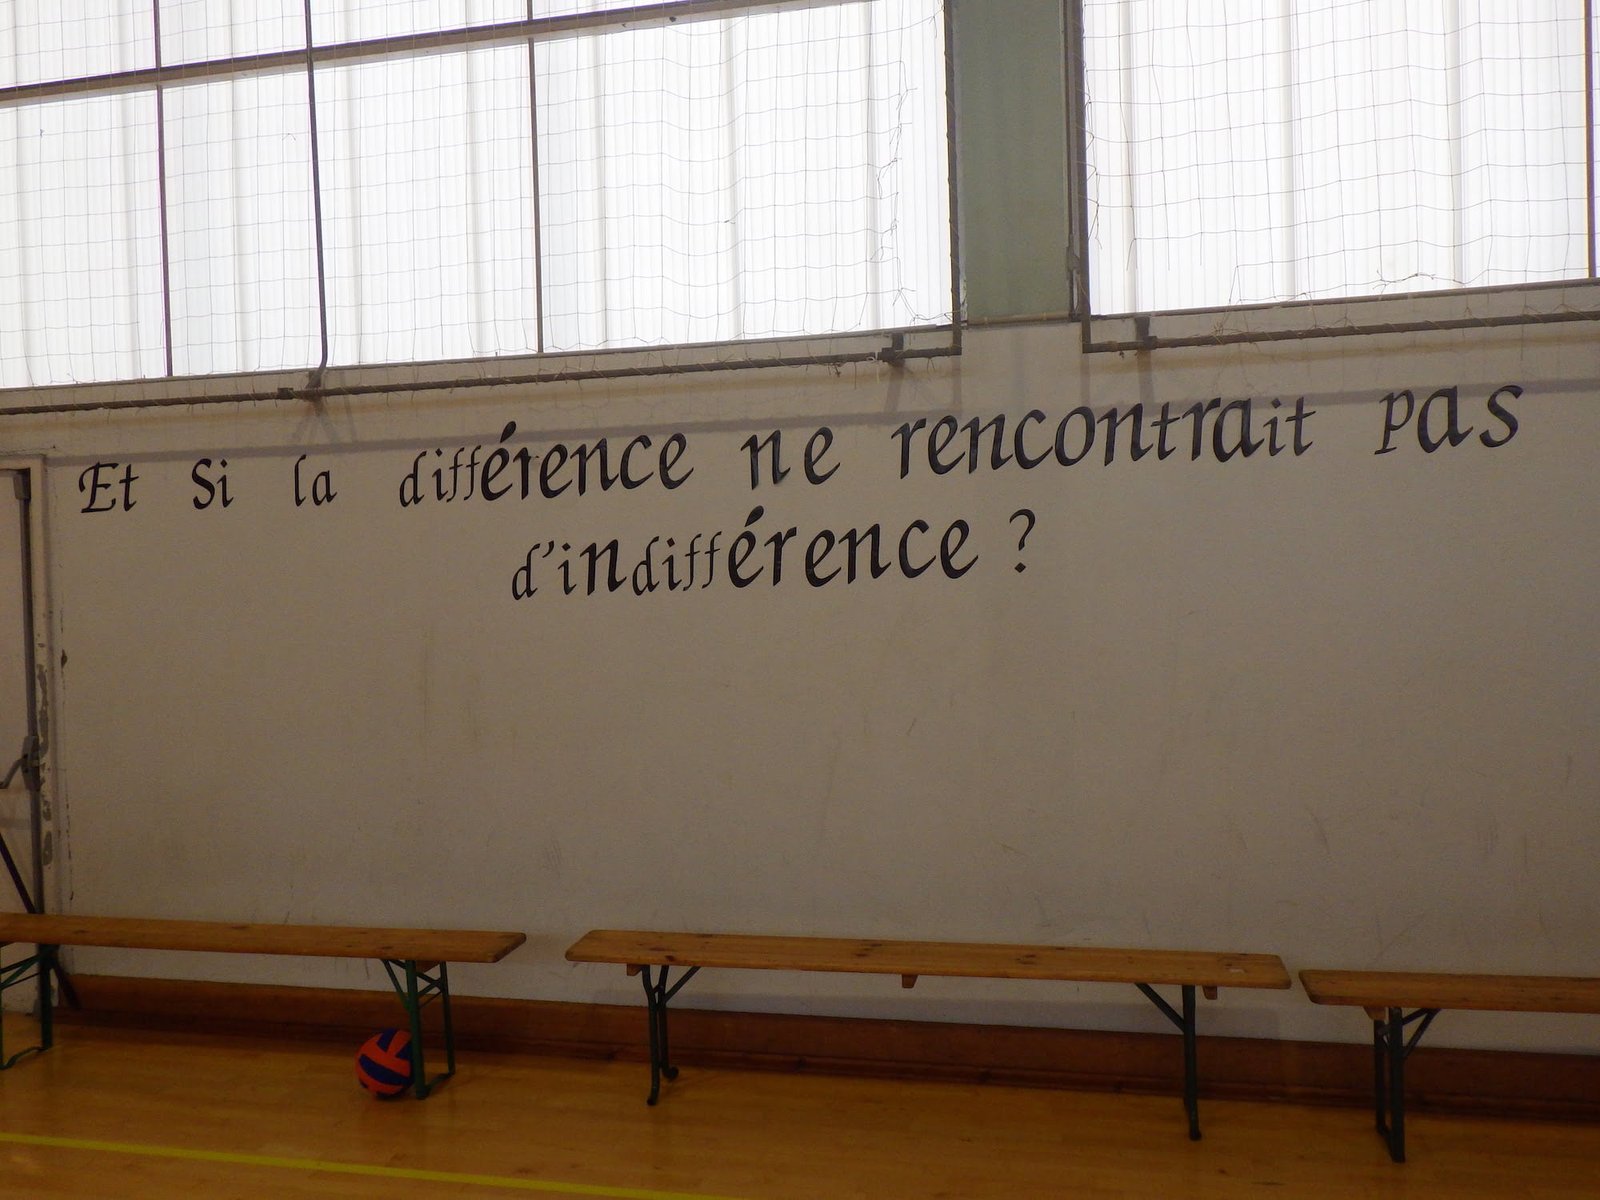 Et Si la différence ne rencontrait pas
d'indifférence ?